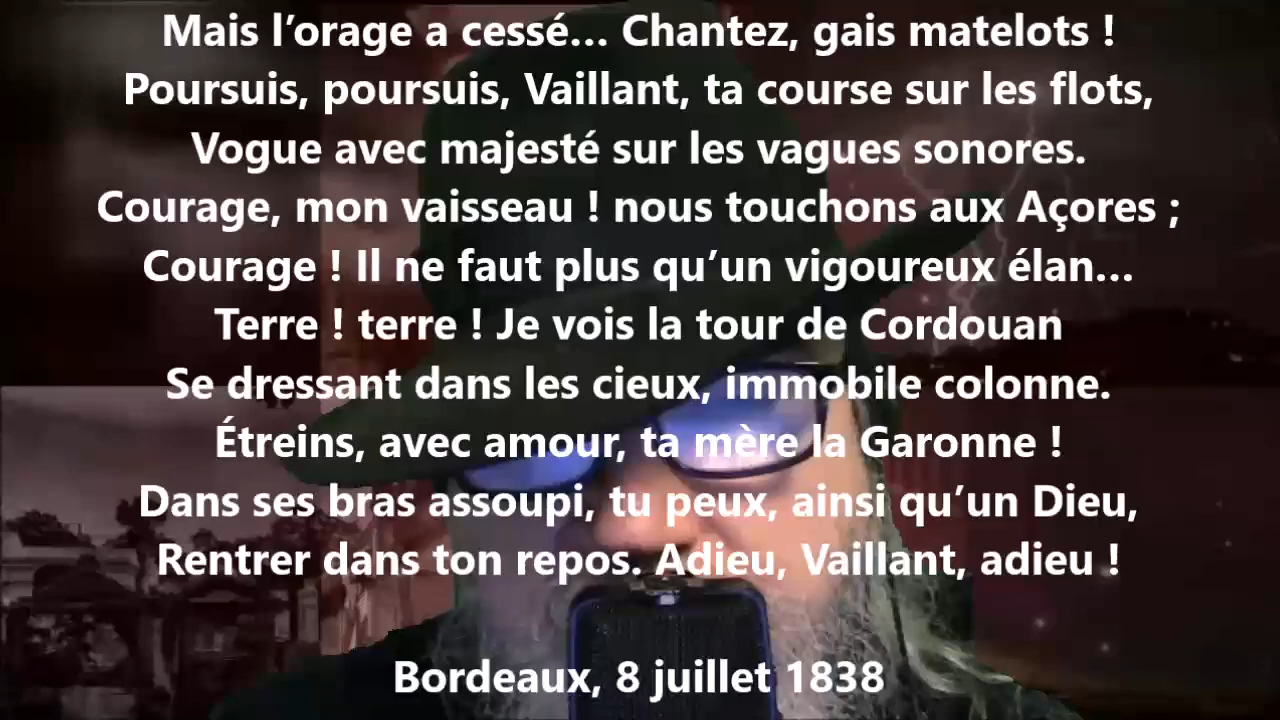 Mais l’orage a cessé… Chantez, gais matelots !
Poursuis, poursuis, Vaillant, ta course sur les flots,
Vogue avec majesté sur les vagues sonores.
Courage, mon vaisseau ! nous touchons aux Açores ;
Courage ! Il ne faut plus qu’un vigoureux élan…
Terre ! terre ! Je vois la tour de Cordouan
Se dressant dans les cieux, immobile colonne.
Étreins, avec amour, ta mère la Garonne !
Dans ses bras assoupi, tu peux, ainsi qu’un Dieu,
Rentrer dans ton repos. Adieu, Vaillant, adieu !
Bordeaux, 8 juillet 1838